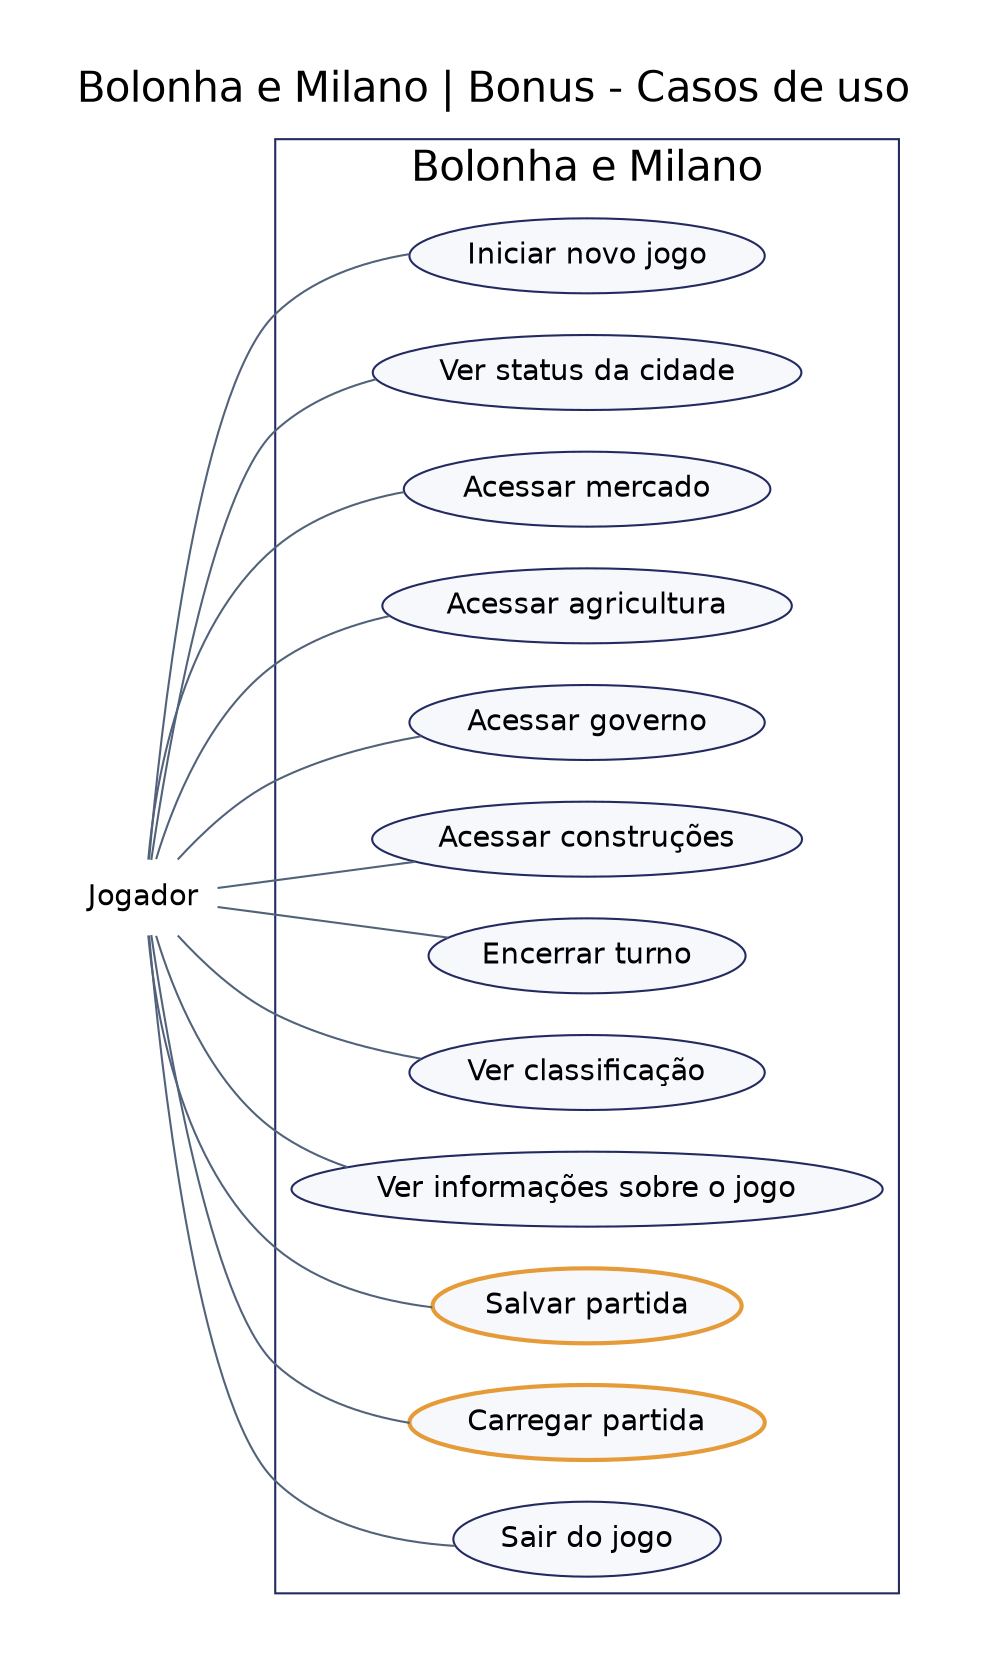 Bolonha e Milano | Bonus - Casos de uso
Bolonha e Milano
Iniciar novo jogo
Ver status da cidade
Acessar mercado
Acessar agricultura
Acessar governo
Acessar construções
Jogador
Encerrar turno
Ver classificação
Ver informações sobre o jogo
Salvar partida
Carregar partida
Sair do jogo